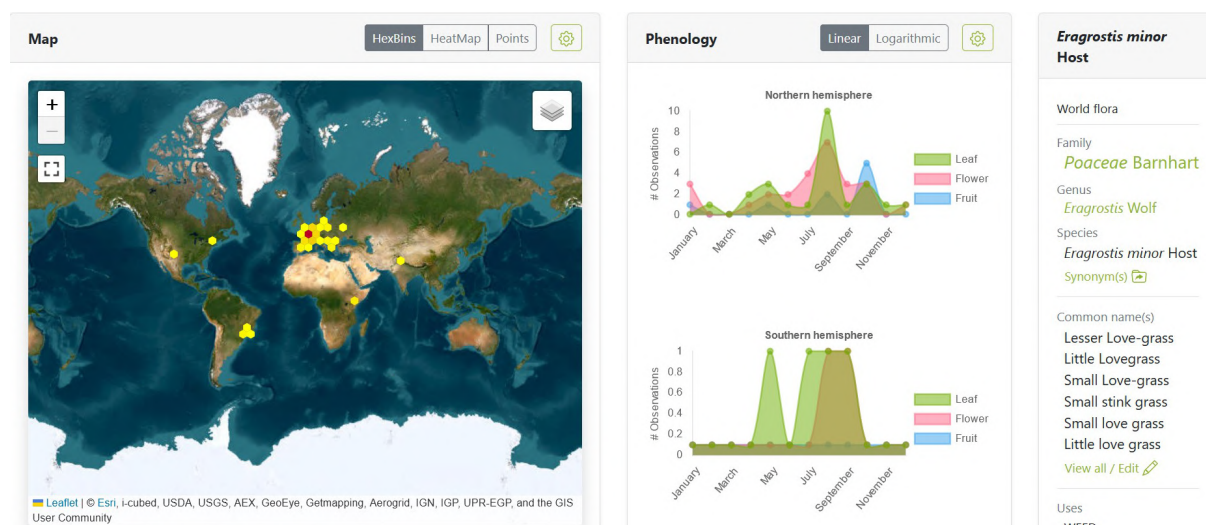 Map
HexBins HeatMap Points
+
−
Leaflet | © Esri, i-cubed, USDA, USGS, AEX, GeoEye, Getmapping, Aerogrid, IGN, IGP, UPR-EGP, and the GIS
User Community
Phenology
Linear Logarithmic
Northern hemisphere
# Observations
10
8
6
4
2
0
January
March
May
July
September
November
Leaf
Flower
Fruit
Southern hemisphere
# Observations
1
0.8
0.6
0.4
0.2
0
January
March
May
July
September
November
Leaf
Flower
Fruit
Eragrostis minor
Host
World flora
Family
Poaceae Barnhart
Genus
Eragrostis Wolf
Species
Eragrostis minor Host
Synonym(s)
Common name(s)
Lesser Love-grass
Little Lovegrass
Small Love-grass
Small stink grass
Small love grass
Little love grass
View all / Edit
Uses
WEED